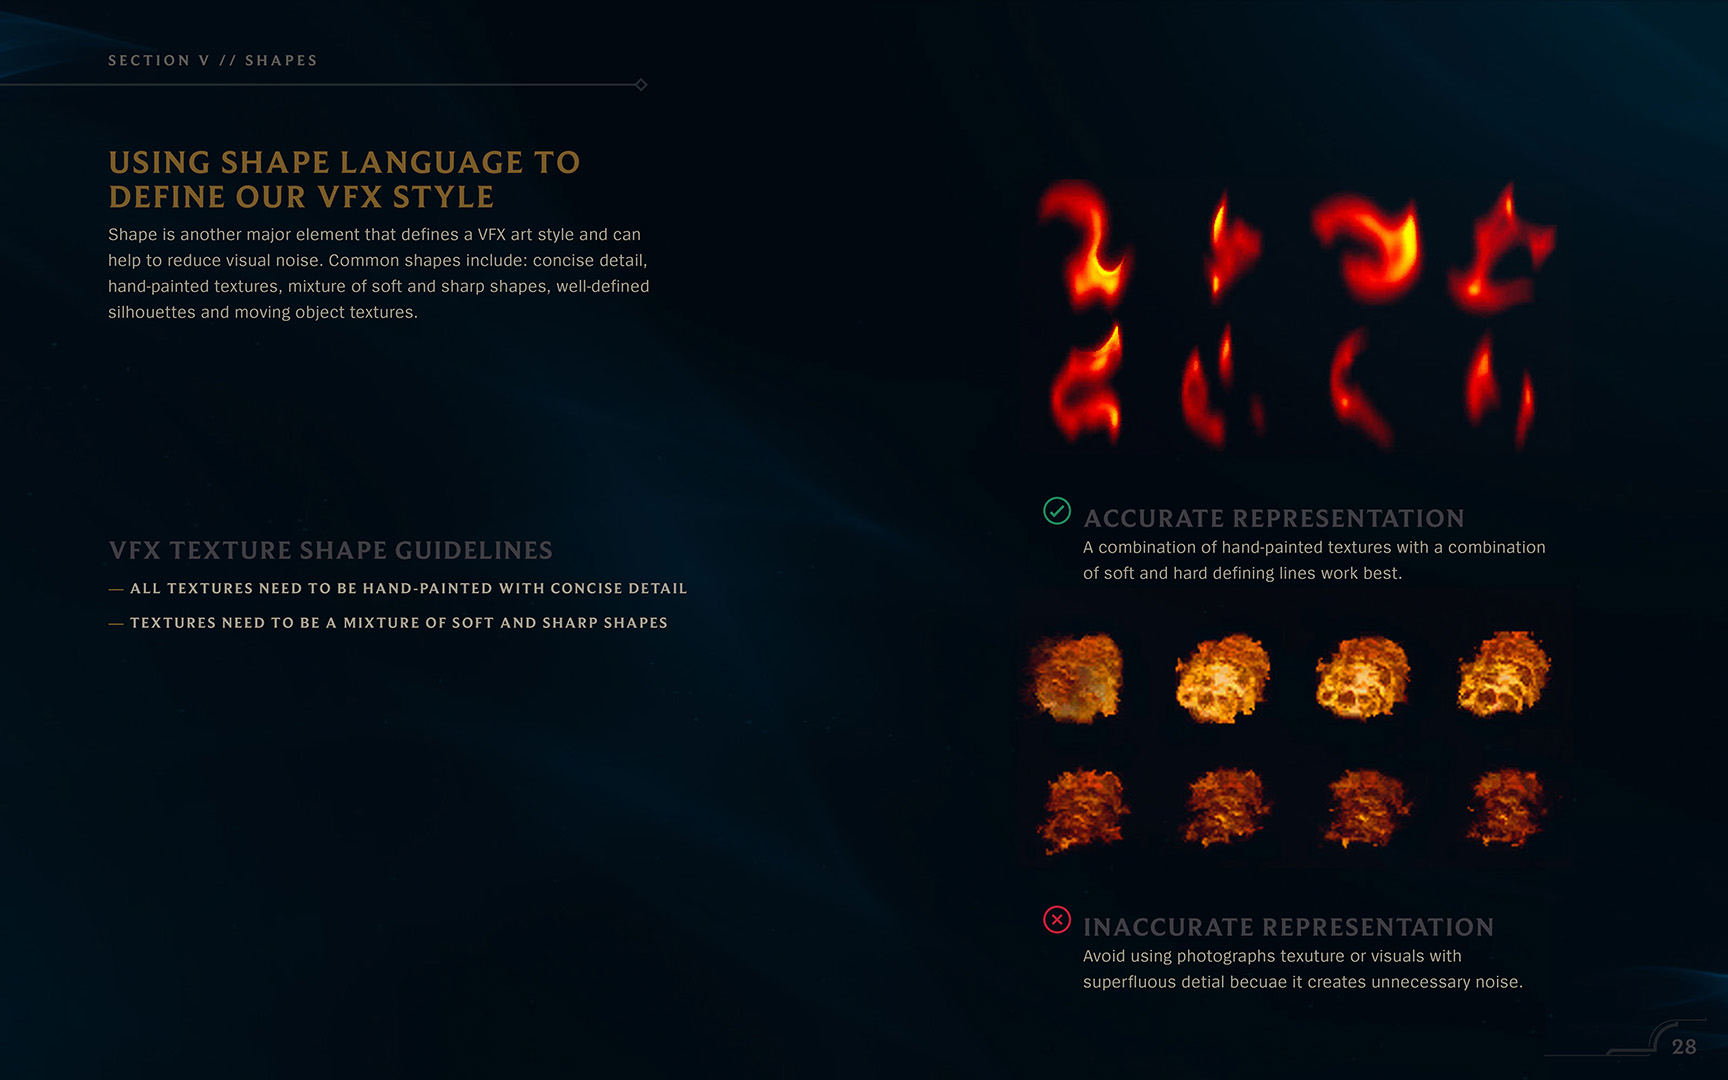 SECTION V // SHAPES
USING SHAPE LANGUAGE TO
DEFINE OUR VFX STYLE
Shape is another major element that defines a VFX art style and can
help to reduce visual noise. Common shapes include: concise detail,
hand-painted textures, mixture of soft and sharp shapes, well-defined
silhouettes and moving object textures.
VFX TEXTURE SHAPE GUIDELINES
— ALL TEXTURES NEED TO BE HAND-PAINTED WITH CONCISE DETAIL
— TEXTURES NEED TO BE A MIXTURE OF SOFT AND SHARP SHAPES
ACCURATE REPRESENTATION
A combination of hand-painted textures with a combination
of soft and hard defining lines work best.
INACCURATE REPRESENTATION
Avoid using photographs texuture or visuals with
superfluous detial becuae it creates unnecessary noise.
28